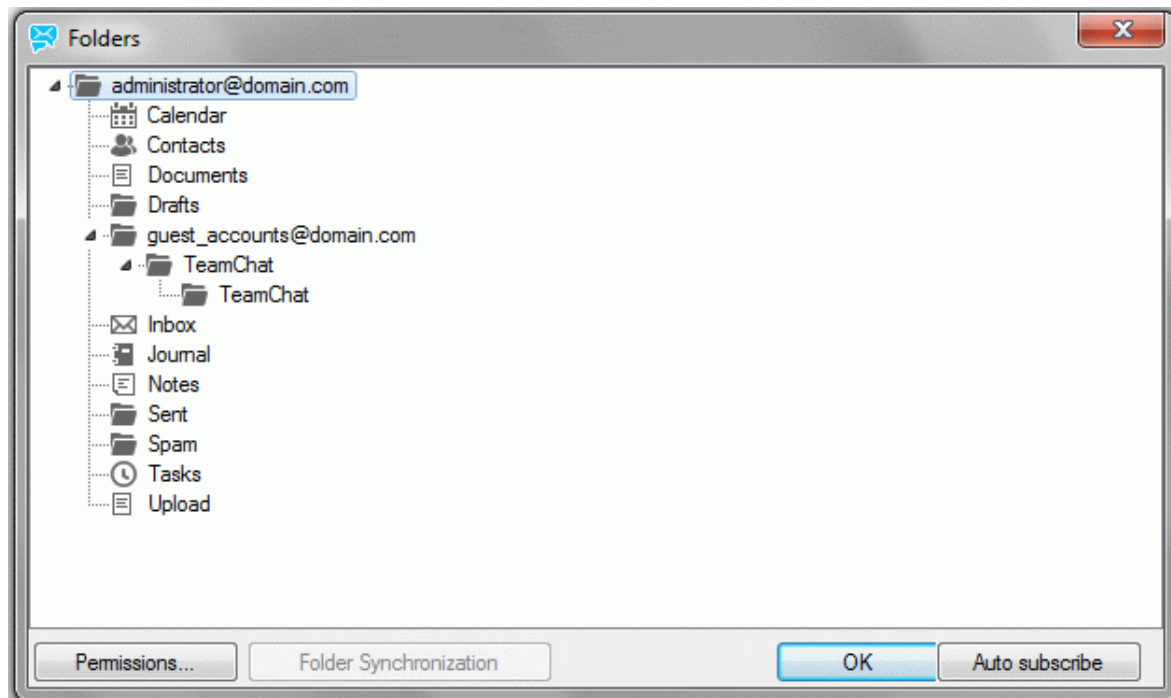 Folders
administrator@domain.com
Calendar
Contacts
Documents
Drafts
guest_accounts@domain.com
TeamChat
TeamChat
Inbox
Journal
Notes
Sent
Spam
Tasks
Upload
Permissions... Folder Synchronization OK Auto subscribe